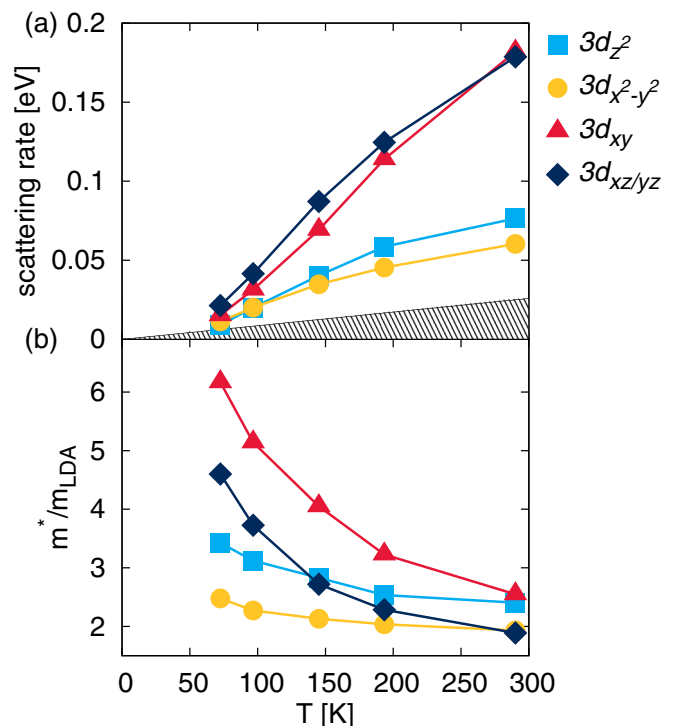 (a)
0.2
0.15
0.1
0.05
0
scattering rate [eV]
3d_z²
3d_x²-y²
3d_xy
3d_xz/yz
(b)
6
5
4
3
2
m*/m_LDA
0 50 100 150 200 250 300
T [K]